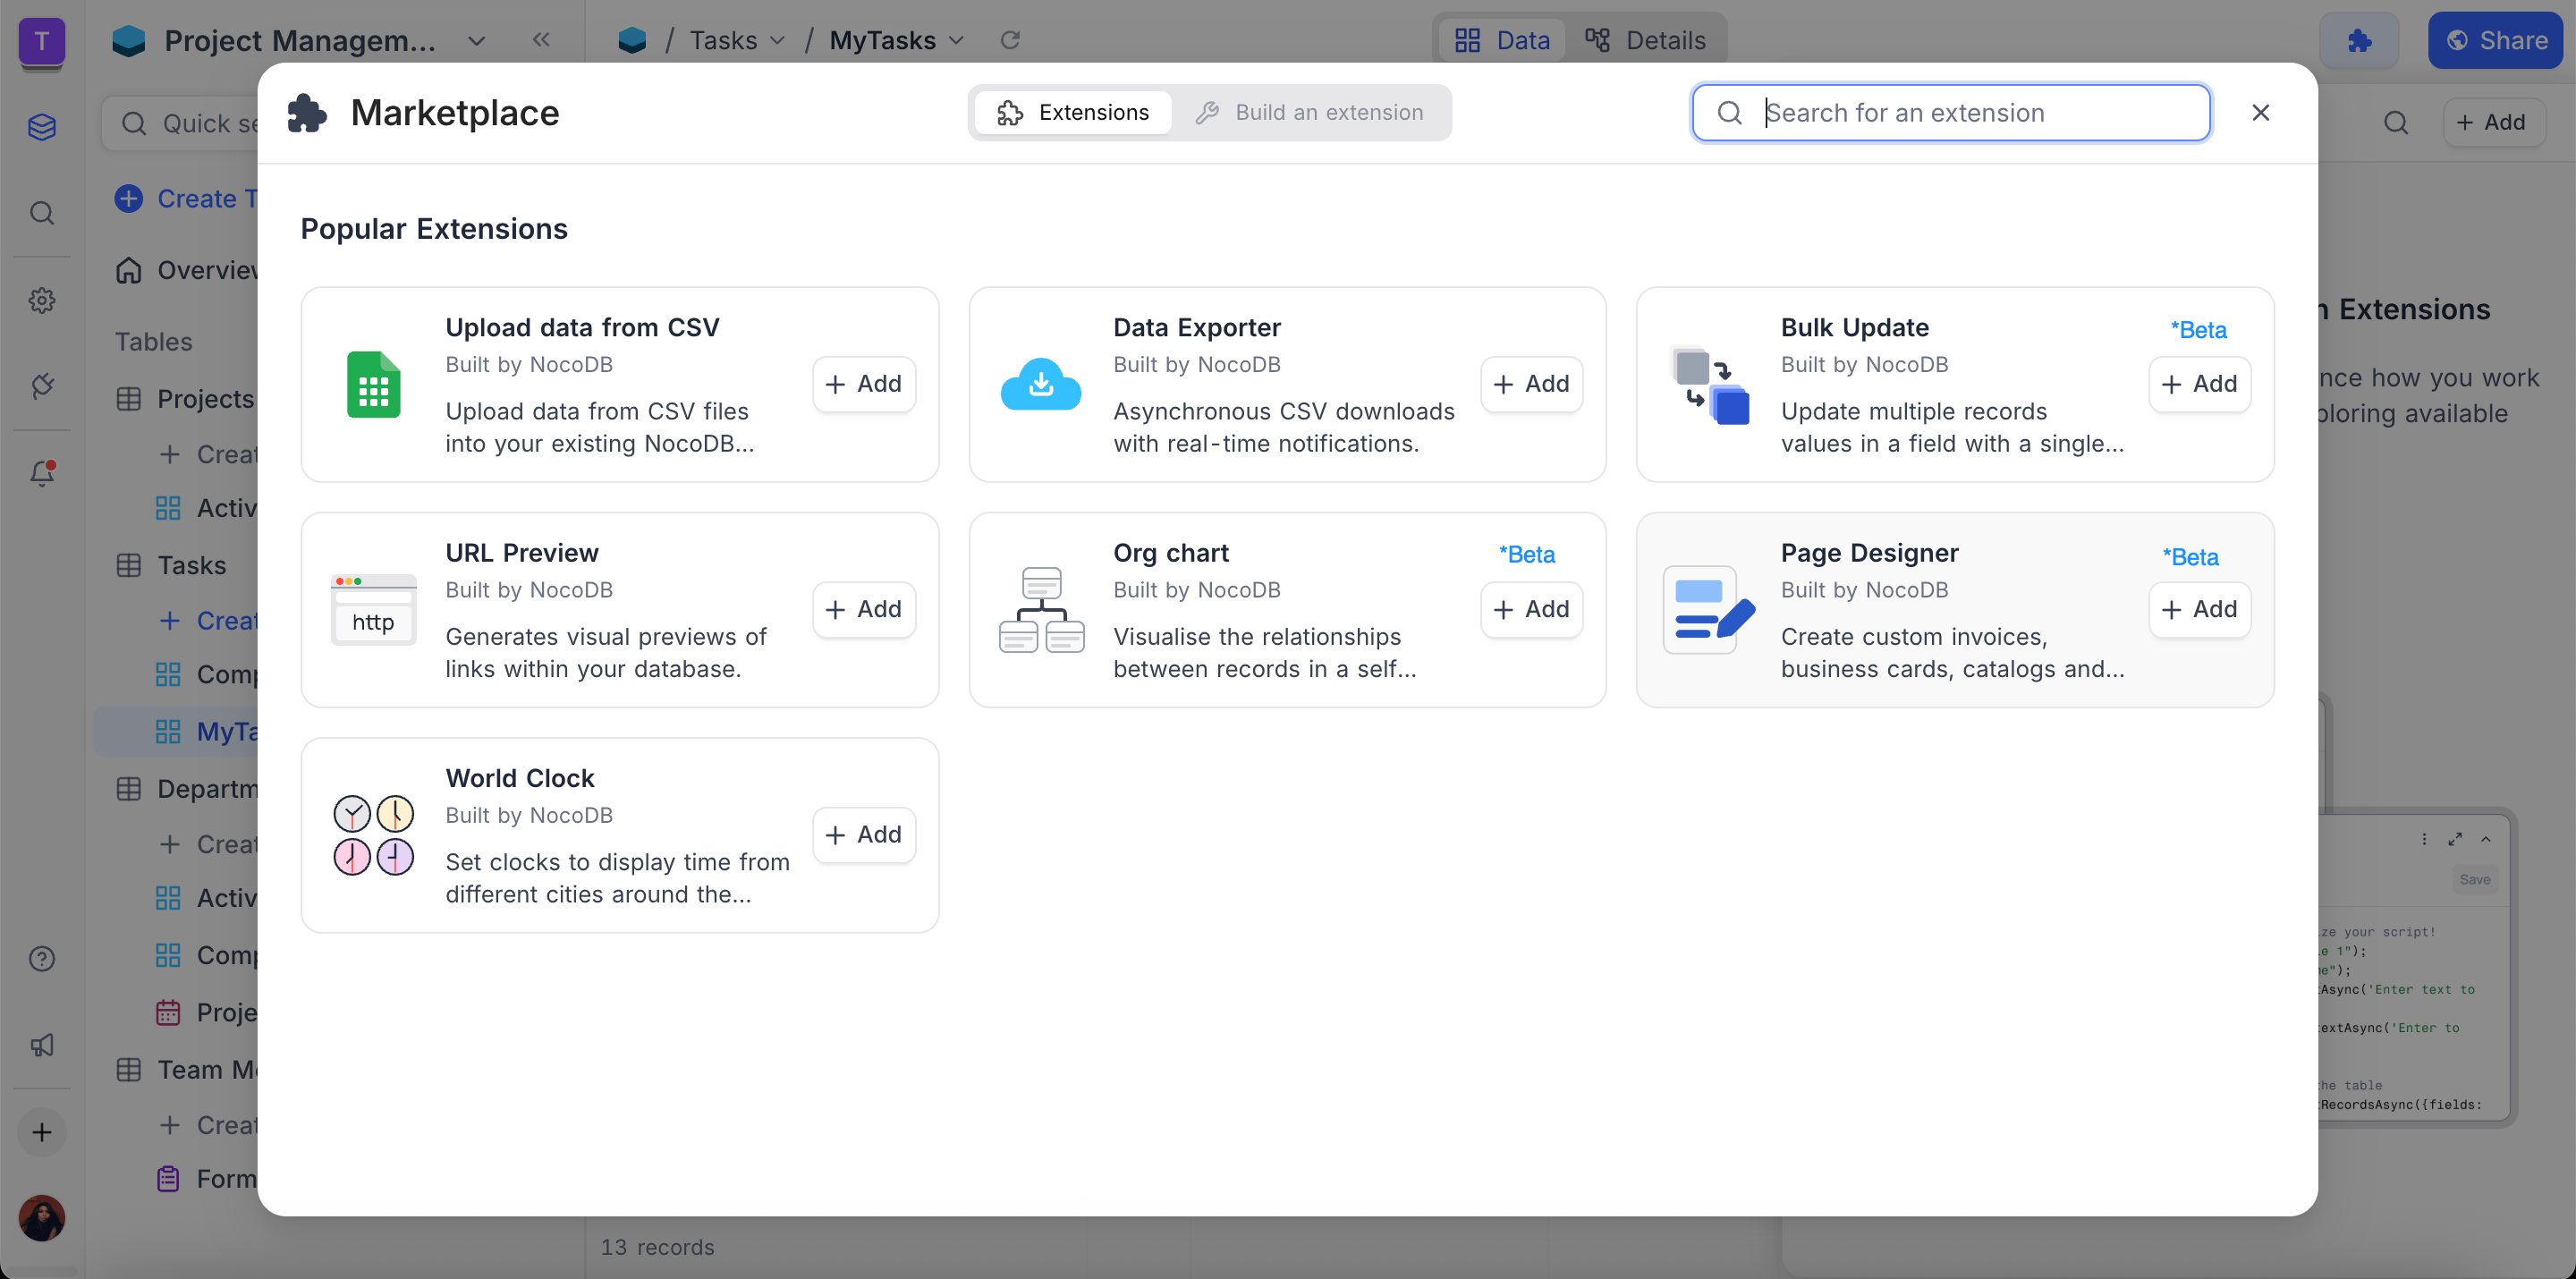 T
Project Managem...
/ Tasks / MyTasks
Data
Details
Share
Marketplace
Extensions
Build an extension
Search for an extension
Quick se
Add
Create T
Overview
Tables
Projects
Creat
Activ
Tasks
Creat
Comp
MyTa
Departm
Creat
Activ
Comp
Proje
Team Me
Creat
Form
Popular Extensions
Upload data from CSV
Built by NocoDB
Upload data from CSV files
into your existing NocoDB...
Add
Data Exporter
Built by NocoDB
Asynchronous CSV downloads
with real-time notifications.
Add
Bulk Update
*Beta
Built by NocoDB
Update multiple records
values in a field with a single...
Add
URL Preview
Built by NocoDB
http
Generates visual previews of
links within your database.
Add
Org chart
*Beta
Built by NocoDB
Visualise the relationships
between records in a self...
Add
Page Designer
*Beta
Built by NocoDB
Create custom invoices,
business cards, catalogs and...
Add
World Clock
Built by NocoDB
Set clocks to display time from
different cities around the...
Add
n Extensions
nce how you work
ploring available
Save
ize your script!
le 1");
me");
tAsync('Enter text to
textAsync('Enter to
the table
tRecordsAsync({fields:
13 records